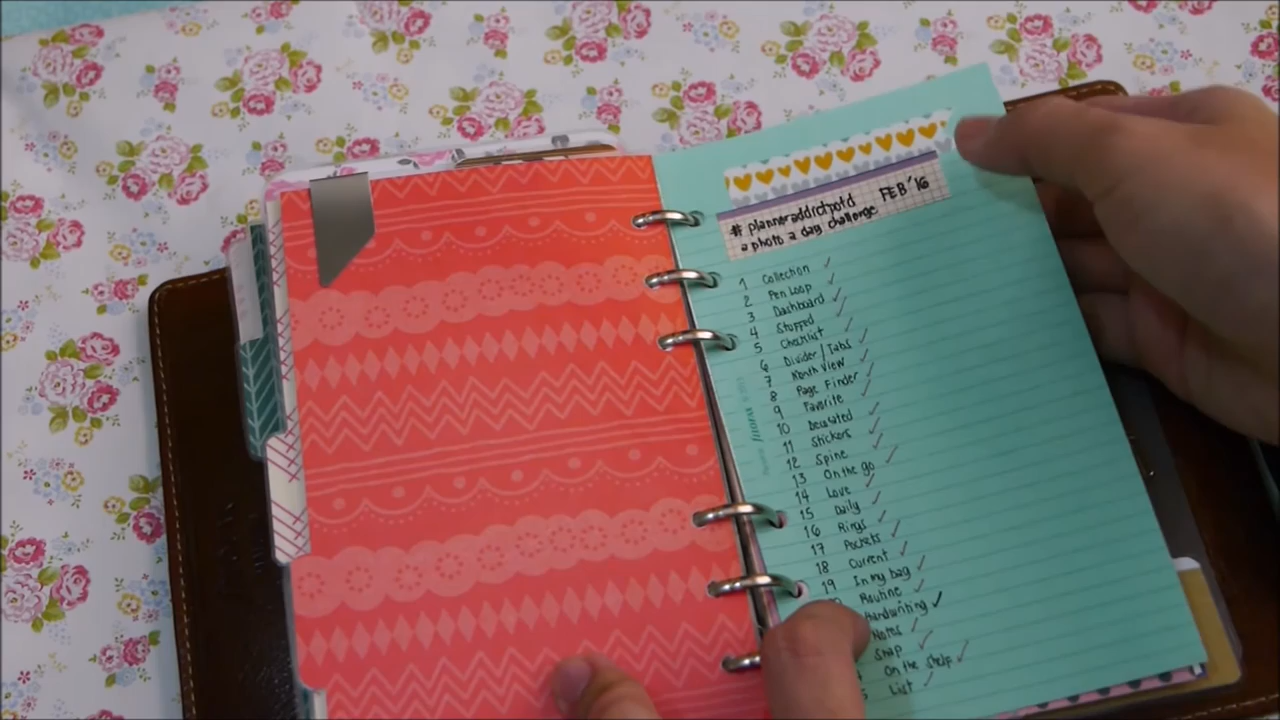 # planneraddictpotd FEB '16
a photo a day challenge
1 Collection ✓
2 Pen Loop ✓
3 Dashboard ✓
4 Stuffed ✓
5 Checklist ✓
6 Divider / Tabs ✓
7 Month View ✓
8 Page Finder ✓
9 Favorite ✓
10 Decorated
11 Stickers ✓
12 Spine ✓
13 On the go ✓
14 Love
15 Daily ✓
16 Rings ✓
17 Pockets ✓
18 Current ✓
19 In my bag ✓
Routine ✓
Handwriting ✓
Notes ✓
Snap ✓
On the shelf ✓
List ✓
filofax